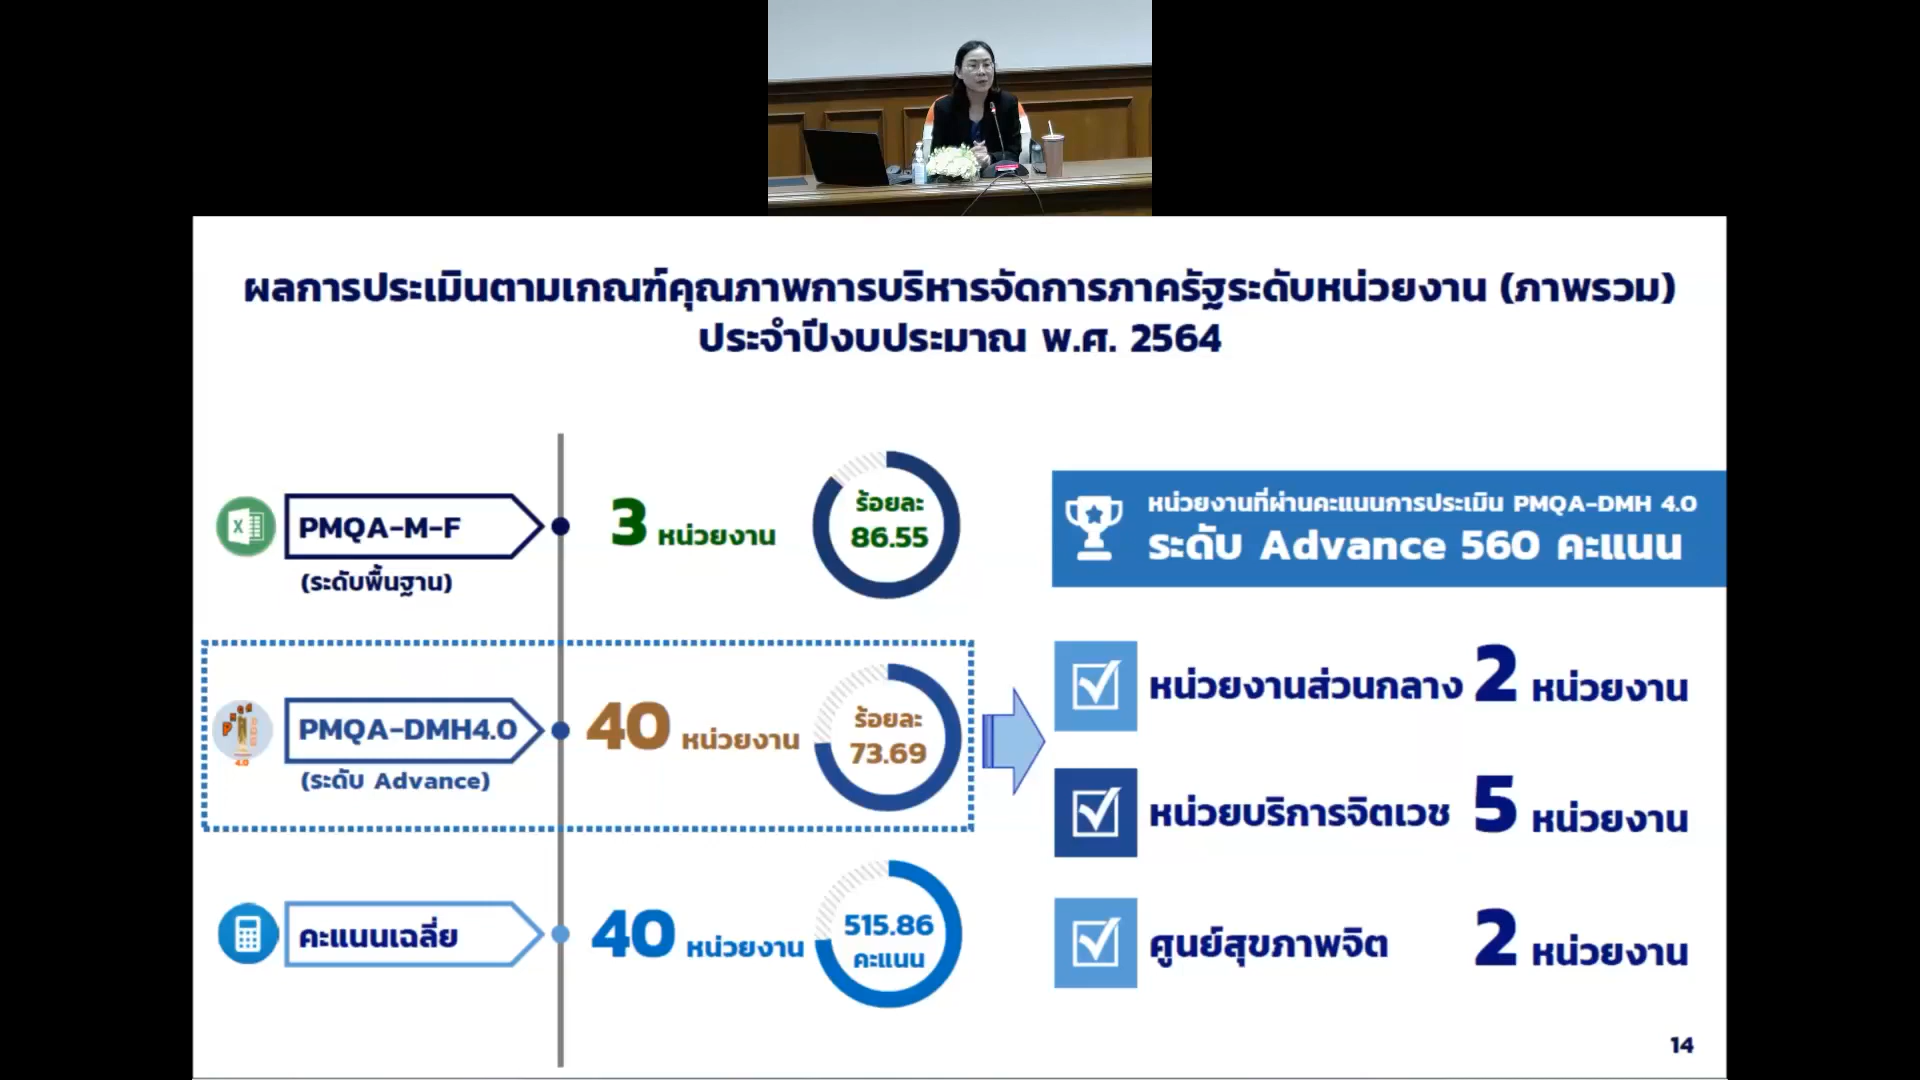 ผลการประเมินตามเกณฑ์คุณภาพการบริหารจัดการภาครัฐระดับหน่วยงาน (ภาพรวม)
ประจำปีงบประมาณ พ.ศ. 2564
PMQA-M-F
(ระดับพื้นฐาน)
3 หน่วยงาน
ร้อยละ
86.55
PMQA-DMH4.0
(ระดับ Advance)
40 หน่วยงาน
ร้อยละ
73.69
คะแนนเฉลี่ย
40 หน่วยงาน
515.86
คะแนน
หน่วยงานที่ผ่านคะแนนการประเมิน PMQA-DMH 4.0
ระดับ Advance 560 คะแนน
หน่วยงานส่วนกลาง 2 หน่วยงาน
หน่วยบริการจิตเวช 5 หน่วยงาน
ศูนย์สุขภาพจิต 2 หน่วยงาน
14